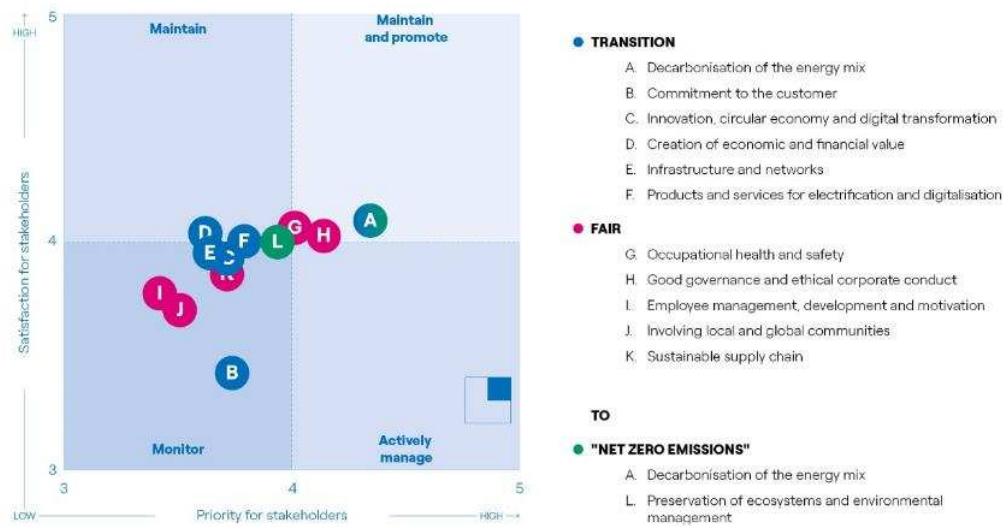 5
HIGH
Maintain
Maintain
and promote
Satisfaction for stakeholders
4
D
E
F
C
K
L
G
H
A
I
J
B
Monitor
Actively
manage
3
LOW
3
4
5
Priority for stakeholders
HIGH
TRANSITION
A. Decarbonisation of the energy mix
B. Commitment to the customer
C. Innovation, circular economy and digital transformation
D. Creation of economic and financial value
E. Infrastructure and networks
F. Products and services for electrification and digitalisation
FAIR
G. Occupational health and safety
H. Good governance and ethical corporate conduct
I. Employee management, development and motivation
J. Involving local and global communities
K. Sustainable supply chain
TO
"NET ZERO EMISSIONS"
A. Decarbonisation of the energy mix
L. Preservation of ecosystems and environmental
management